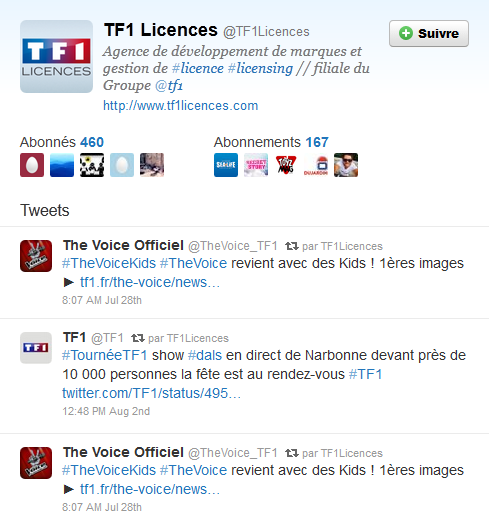 TF1 Licences @TF1Licences
Suivre
Agence de développement de marques et
gestion de #licence #licensing // filiale du
Groupe @tf1
http://www.tf1licences.com
TF1
LICENCES
Abonnés 460
Abonnements 167
SECRET
STORY
DUJARDIN
Tweets
The Voice Officiel @TheVoice_TF1 par TF1Licences
#TheVoiceKids #TheVoice revient avec des Kids ! 1ères images
► tf1.fr/the-voice/news…
8:07 AM Jul 28th
TF1
TF1 @TF1 par TF1Licences
#TournéeTF1 show #dals en direct de Narbonne devant près de
10 000 personnes la fête est au rendez-vous #TF1
twitter.com/TF1/status/495…
12:48 PM Aug 2nd
The Voice Officiel @TheVoice_TF1 par TF1Licences
#TheVoiceKids #TheVoice revient avec des Kids ! 1ères images
► tf1.fr/the-voice/news…
8:07 AM Jul 28th